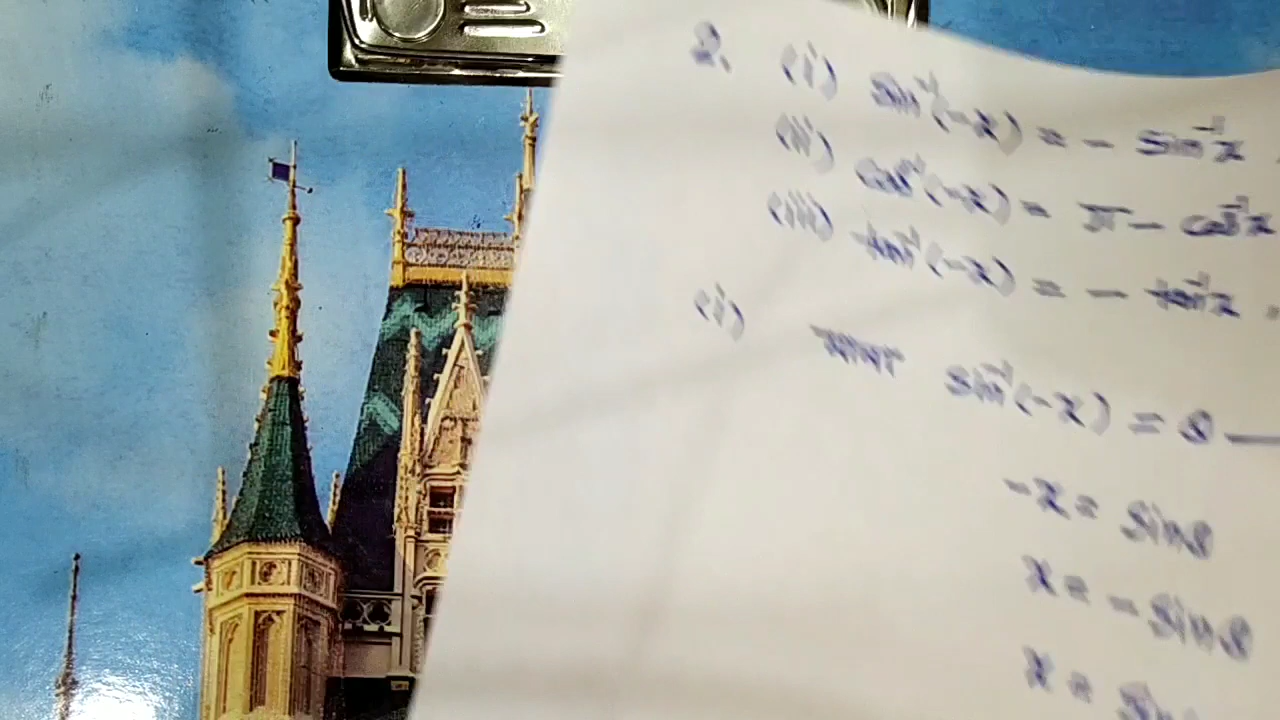 2. (i) sin⁻¹(-x) = - sin⁻¹x,
(ii) cos⁻¹(-x) = π - cos⁻¹x
(iii) tan⁻¹(-x) = - tan⁻¹x,
(i) sin⁻¹(-x) = θ —
-x = sinθ
x = - sinθ
x = sin